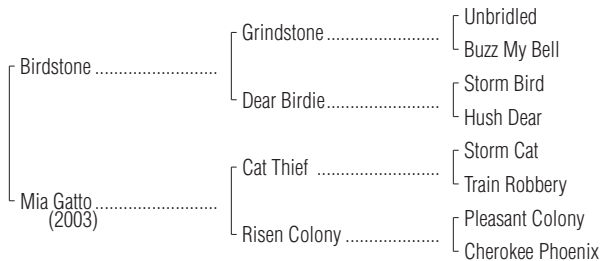 Unbridled
Grindstone ........................
Buzz My Bell
Birdstone ..........................
Storm Bird
Dear Birdie........................
Hush Dear
Storm Cat
Cat Thief ..........................
Train Robbery
Mia Gatto..........................
(2003)
Pleasant Colony
Risen Colony ....................
Cherokee Phoenix